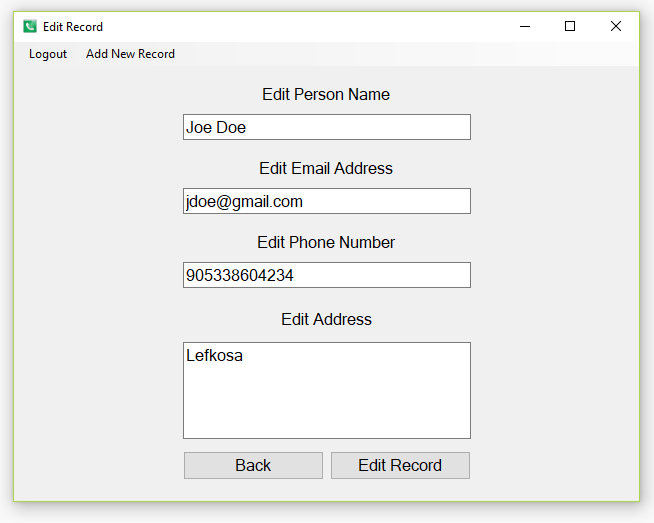 Edit Record
Logout Add New Record
Edit Person Name
Joe Doe
Edit Email Address
jdoe@gmail.com
Edit Phone Number
905338604234
Edit Address
Lefkosa
Back Edit Record